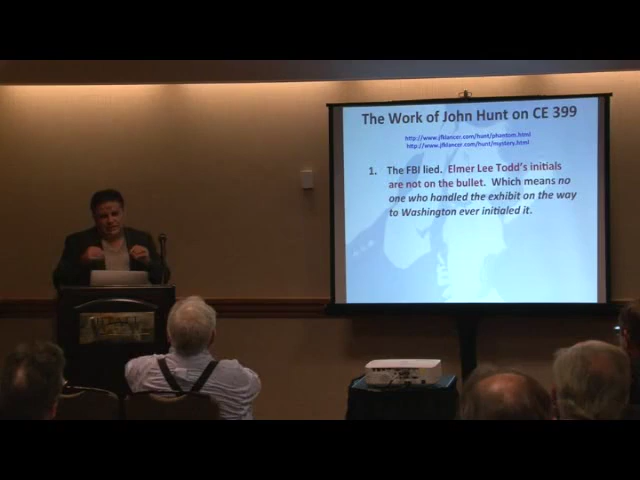 The Work of John Hunt on CE 399
http://www.jfklancer.com/hunt/phantom.html
http://www.jfklancer.com/hunt/mystery.html
1. The FBI lied. Elmer Lee Todd's initials
are not on the bullet. Which means no
one who handled the exhibit on the way
to Washington ever initialed it.